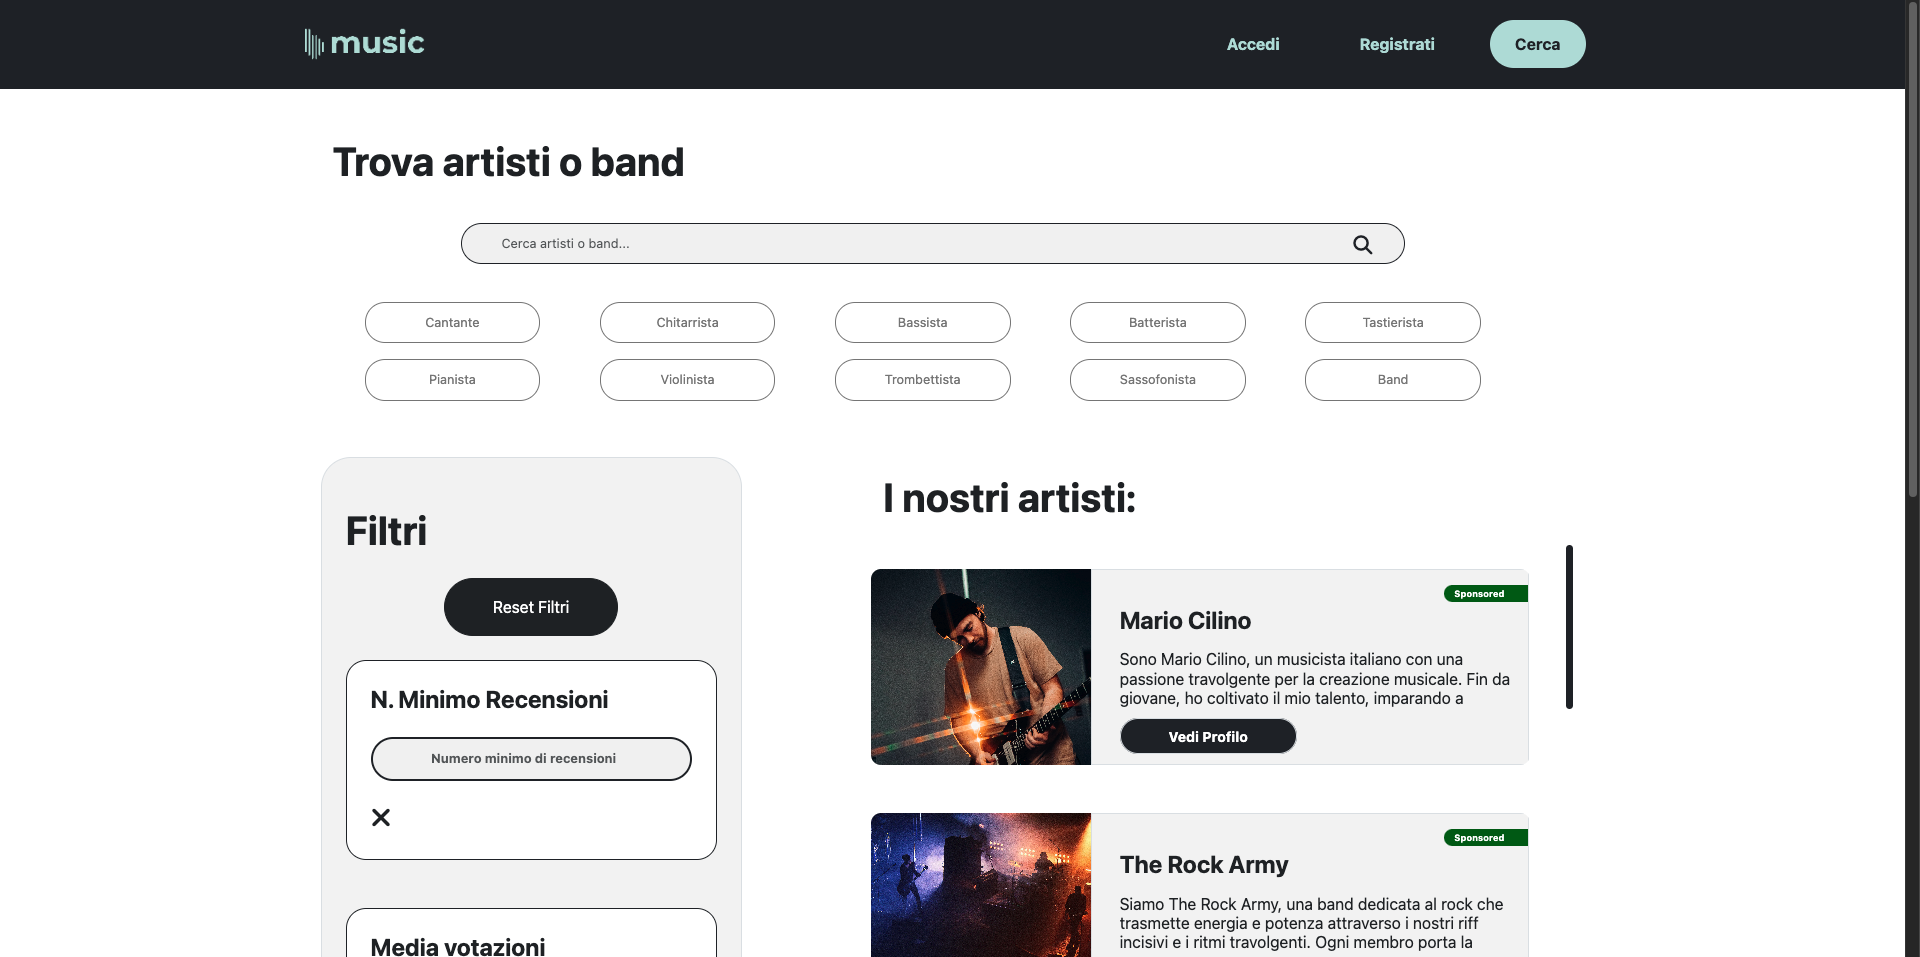 music
Accedi
Registrati
Cerca
Trova artisti o band
Cerca artisti o band...
Cantante
Chitarrista
Bassista
Batterista
Tastierista
Pianista
Violinista
Trombettista
Sassofonista
Band
Filtri
Reset Filtri
N. Minimo Recensioni
Numero minimo di recensioni
Media votazioni
I nostri artisti:
Sponsored
Mario Cilino
Sono Mario Cilino, un musicista italiano con una
passione travolgente per la creazione musicale. Fin da
giovane, ho coltivato il mio talento, imparando a
Vedi Profilo
Sponsored
The Rock Army
Siamo The Rock Army, una band dedicata al rock che
trasmette energia e potenza attraverso i nostri riff
incisivi e i ritmi travolgenti. Ogni membro porta la